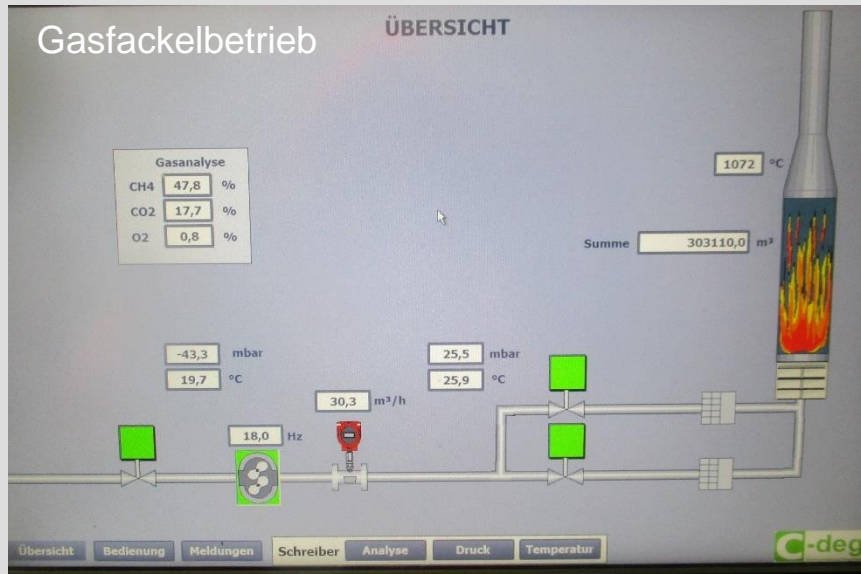 Gasfackelbetrieb
ÜBERSICHT
Gasanalyse
CH4 47,8 %
CO2 17,7 %
O2 0,8 %
1072 °C
Summe 303110,0 m³
-43,3 mbar
19,7 °C
25,5 mbar
25,9 °C
30,3 m³/h
18,0 Hz
Übersicht Bedienung Meldungen Schreiber Analyse Druck Temperatur
C-deg